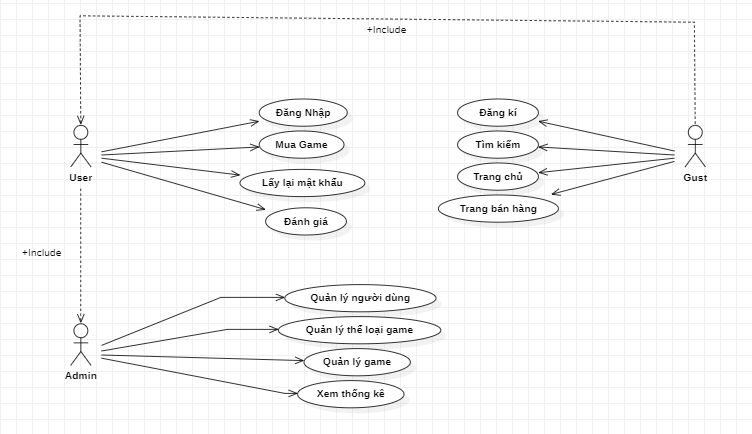 +Include
Đăng Nhập
Đăng kí
Mua Game
Tìm kiếm
User
Lấy lại mật khẩu
Trang chủ
Gust
Đánh giá
Trang bán hàng
+Include
Quản lý người dùng
Quản lý thể loại game
Quản lý game
Admin
Xem thống kê